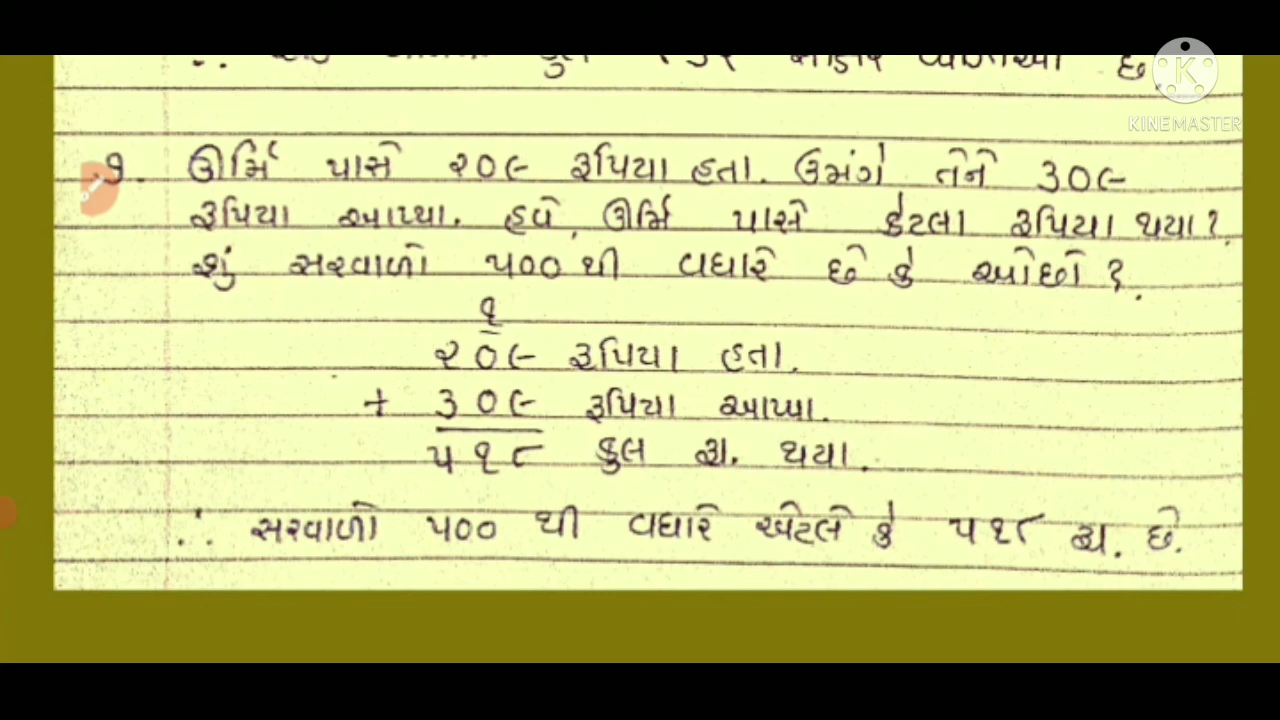 KINEMASTER
૭. ઊર્મિ પાસે ૨૦૯ રૂપિયા હતા. ઉમંગે તેને ૩૦૯
રૂપિયા આપ્યા. હવે, ઊર્મિ પાસે કેટલા રૂપિયા થયા?
શું સરવાળો ૫૦૦ થી વધારે છે કે ઓછો?
૧
૨૦૯ રૂપિયા હતા.
+ ૩૦૯ રૂપિયા આપ્યા.
૫૧૮ કુલ રૂા. થયા.
∴ સરવાળો ૫૦૦ થી વધારે એટલે કે ૫૧૮ રૂા. છે.